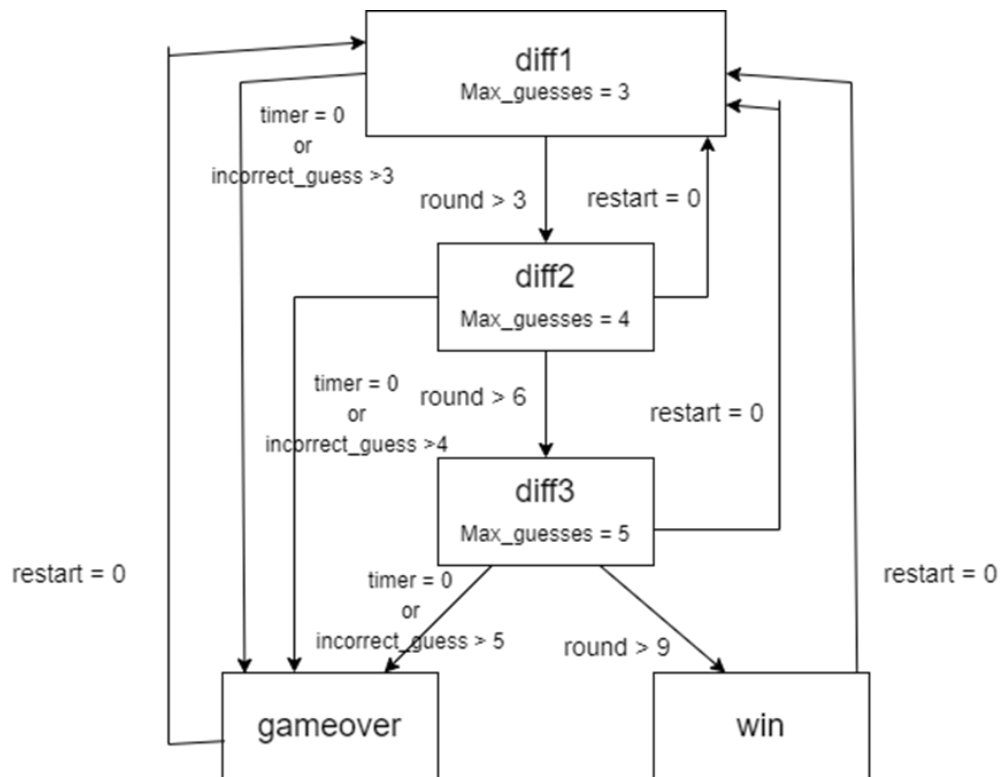 diff1
Max_guesses = 3
timer = 0
or
incorrect_guess >3
round > 3
restart = 0
diff2
Max_guesses = 4
timer = 0
or
incorrect_guess >4
round > 6
restart = 0
diff3
Max_guesses = 5
restart = 0
timer = 0
or
incorrect_guess > 5
round > 9
restart = 0
gameover
win